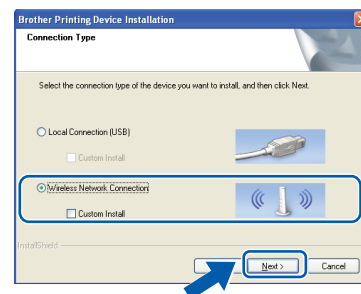 Brother Printing Device Installation
Connection Type
Select the connection type of the device you want to install, and then click Next.
Local Connection (USB)
Custom Install
Wireless Network Connection
Custom Install
InstallShield
Next >
Cancel